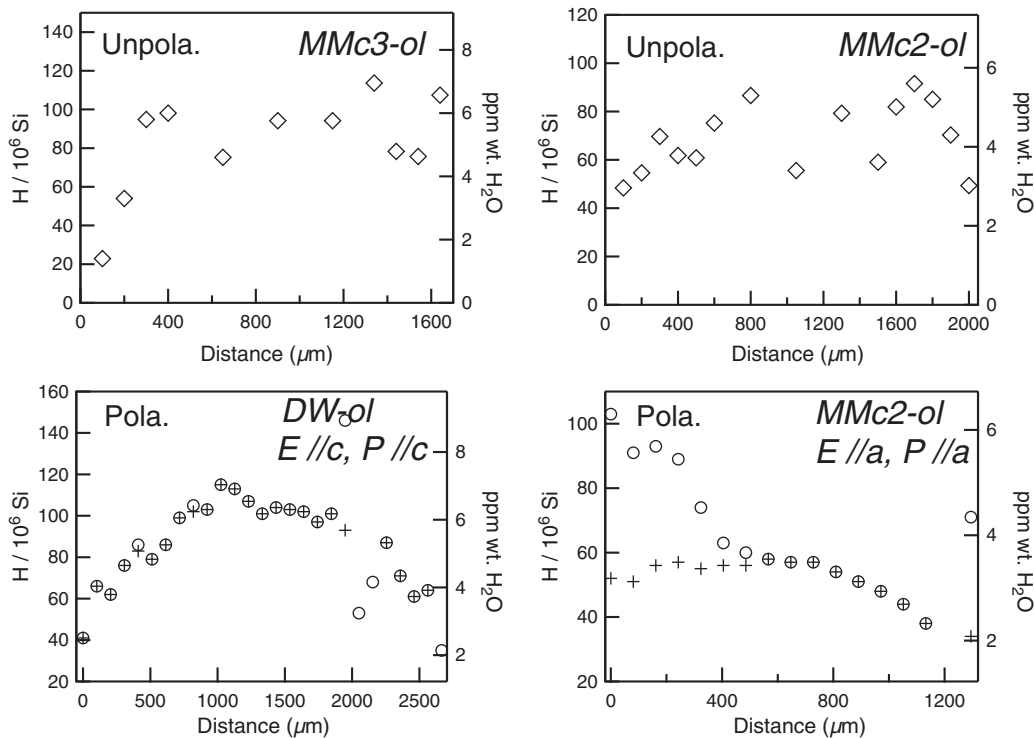 140
120
100
80
60
40
20
0
H / 10⁶ Si
Unpola.
MMc3-ol
8
6
4
2
0
ppm wt. H₂O
0 400 800 1200 1600
Distance (µm)
120
100
80
60
40
20
0
H / 10⁶ Si
Unpola.
MMc2-ol
6
4
2
0
ppm wt. H₂O
0 400 800 1200 1600 2000
Distance (µm)
160
140
120
100
80
60
40
20
H / 10⁶ Si
Pola.
DW-ol
E //c, P //c
8
6
4
2
ppm wt. H₂O
0 500 1000 1500 2000 2500
Distance (µm)
100
80
60
40
20
H / 10⁶ Si
Pola.
MMc2-ol
E //a, P //a
6
4
2
ppm wt. H₂O
0 400 800 1200
Distance (µm)